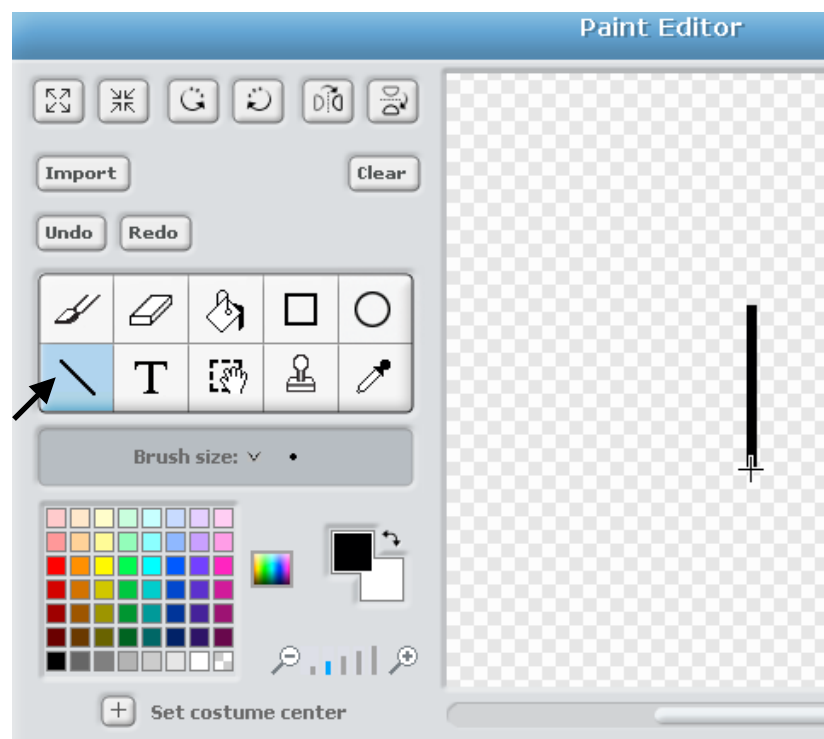 Paint Editor
Import
Clear
Undo
Redo
T
Brush size:
Set costume center